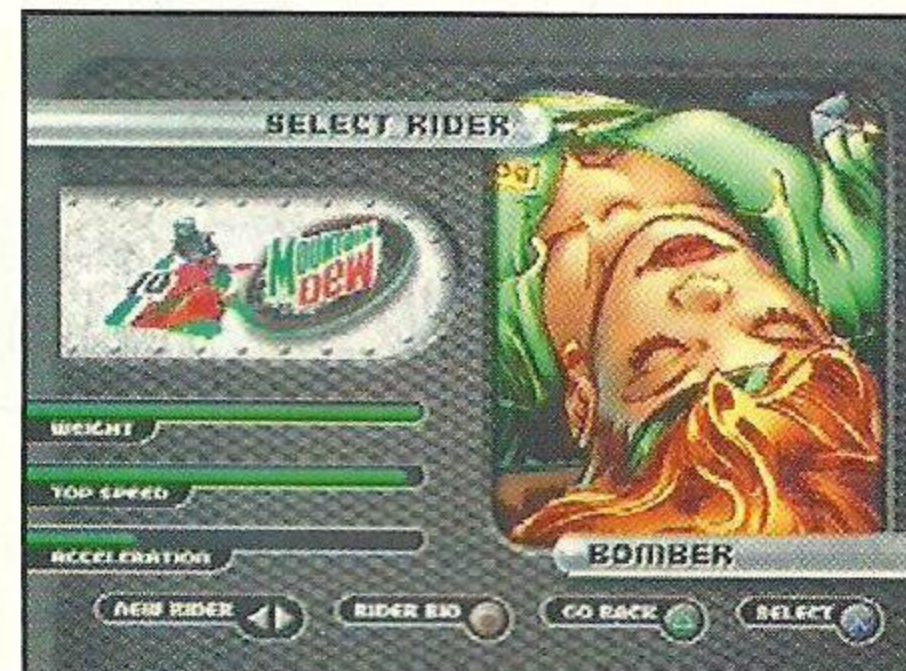 SELECT RIDER
MOUNTAIN
DEW
WEIGHT
TOP SPEED
ACCELERATION
BOMBER
NEW RIDER
RIDER BIO
GO BACK
SELECT